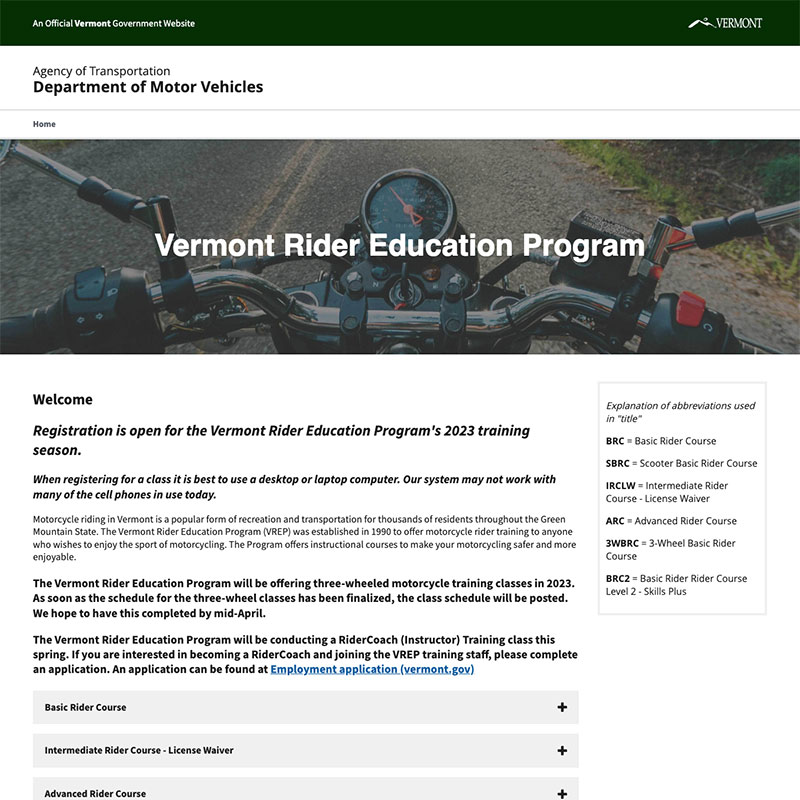 An Official Vermont Government Website
VERMONT
Agency of Transportation
Department of Motor Vehicles
Home
Vermont Rider Education Program
Welcome
Registration is open for the Vermont Rider Education Program's 2023 training
season.
When registering for a class it is best to use a desktop or laptop computer. Our system may not work with
many of the cell phones in use today.
Motorcycle riding in Vermont is a popular form of recreation and transportation for thousands of residents throughout the Green
Mountain State. The Vermont Rider Education Program (VREP) was established in 1990 to offer motorcycle rider training to anyone
who wishes to enjoy the sport of motorcycling. The Program offers instructional courses to make your motorcycling safer and more
enjoyable.
The Vermont Rider Education Program will be offering three-wheeled motorcycle training classes in 2023.
As soon as the schedule for the three-wheel classes has been finalized, the class schedule will be posted.
We hope to have this completed by mid-April.
The Vermont Rider Education Program will be conducting a RiderCoach (Instructor) Training class this
spring. If you are interested in becoming a RiderCoach and joining the VREP training staff, please complete
an application. An application can be found at Employment application (vermont.gov)
Basic Rider Course +
Intermediate Rider Course - License Waiver +
Advanced Rider Course +
Explanation of abbreviations used
in "title"
BRC = Basic Rider Course
SBRC = Scooter Basic Rider Course
IRCLW = Intermediate Rider
Course - License Waiver
ARC = Advanced Rider Course
3WBRC = 3-Wheel Basic Rider
Course
BRC2 = Basic Rider Rider Course
Level 2 - Skills Plus